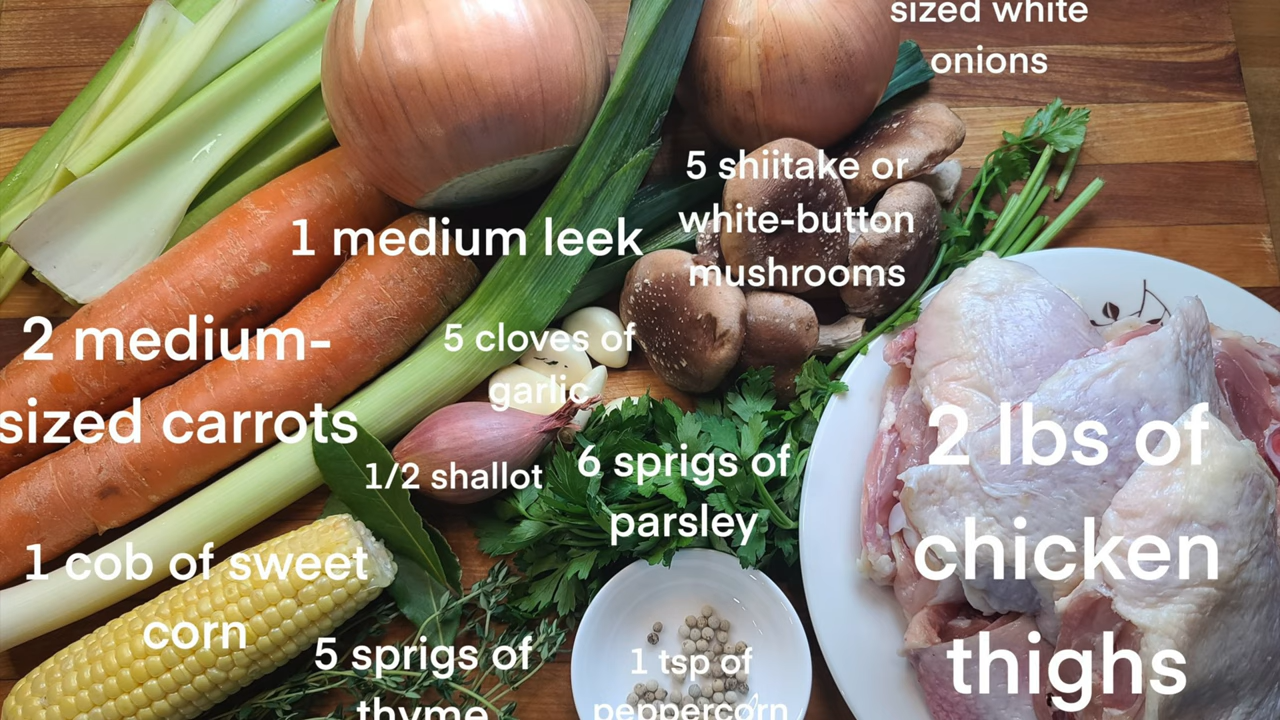 sized white
onions
5 shiitake or
white-button
mushrooms
1 medium leek
2 medium-
sized carrots
5 cloves of
garlic
1/2 shallot
6 sprigs of
parsley
2 lbs of
chicken
thighs
1 cob of sweet
corn
5 sprigs of
thyme
1 tsp of
peppercorn